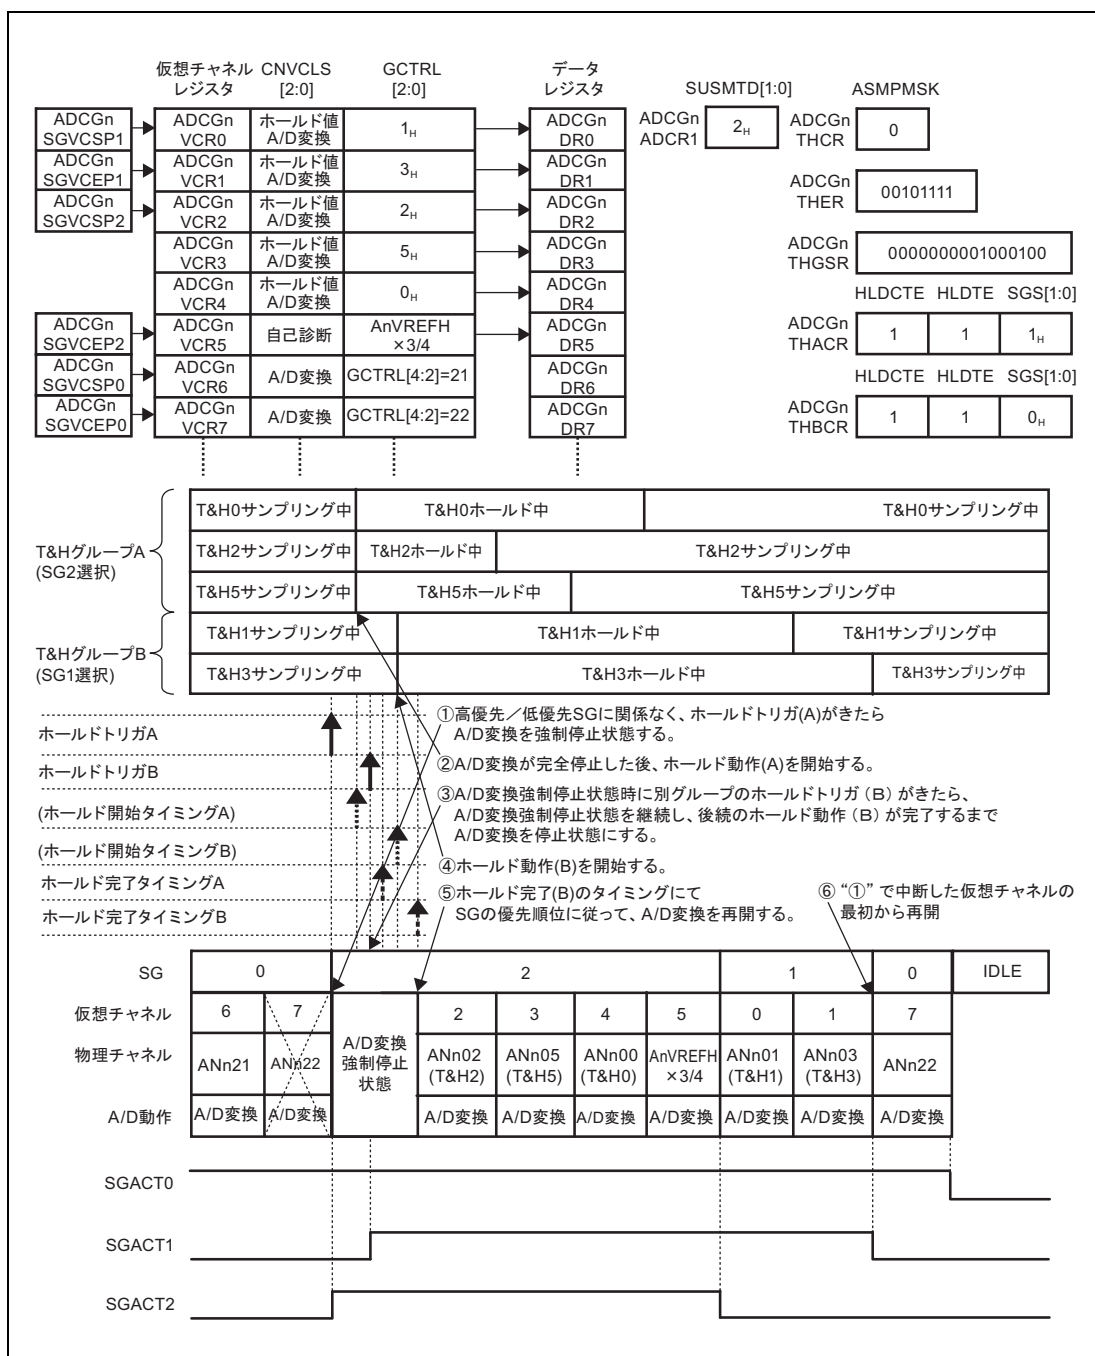 仮想チャネル CNVCLS GCTRL データ
レジスタ [2:0] [2:0] レジスタ SUSMTD[1:0] ASMPMSK
ADCGn SGVCSP1 ADCGn VCR0 ホールド値 A/D変換 1H ADCGn DR0 ADCGn ADCR1 2H ADCGn THCR 0
ADCGn SGVCEP1 ADCGn VCR1 ホールド値 A/D変換 3H ADCGn DR1
ADCGn THER 00101111
ADCGn SGVCSP2 ADCGn VCR2 ホールド値 A/D変換 2H ADCGn DR2
ADCGn VCR3 ホールド値 A/D変換 5H ADCGn DR3 ADCGn THGSR 0000000001000100
ADCGn VCR4 ホールド値 A/D変換 0H ADCGn DR4
HLDCTE HLDTE SGS[1:0]
ADCGn SGVCEP2 ADCGn VCR5 自己診断 AnVREFH ×3/4 ADCGn DR5 ADCGn THACR 1 1 1H
ADCGn SGVCSP0 ADCGn VCR6 A/D変換 GCTRL[4:2]=21 ADCGn DR6
HLDCTE HLDTE SGS[1:0]
ADCGn SGVCEP0 ADCGn VCR7 A/D変換 GCTRL[4:2]=22 ADCGn DR7 ADCGn THBCR 1 1 0H
T&HグループA
(SG2選択)
T&H0サンプリング中 T&H0ホールド中 T&H0サンプリング中
T&H2サンプリング中 T&H2ホールド中 T&H2サンプリング中
T&H5サンプリング中 T&H5ホールド中 T&H5サンプリング中
T&HグループB
(SG1選択)
T&H1サンプリング中 T&H1ホールド中 T&H1サンプリング中
T&H3サンプリング中 T&H3ホールド中 T&H3サンプリング中
ホールドトリガA
ホールドトリガB
(ホールド開始タイミングA)
(ホールド開始タイミングB)
ホールド完了タイミングA
ホールド完了タイミングB
①高優先／低優先SGに関係なく、ホールドトリガ(A)がきたら
A/D変換を強制停止状態する。
②A/D変換が完全停止した後、ホールド動作(A)を開始する。
③A/D変換強制停止状態時に別グループのホールドトリガ（B）がきたら、
A/D変換強制停止状態を継続し、後続のホールド動作（B）が完了するまで
A/D変換を停止状態にする。
④ホールド動作(B)を開始する。
⑤ホールド完了(B)のタイミングにて
SGの優先順位に従って、A/D変換を再開する。
⑥“①”で中断した仮想チャネルの
最初から再開
SG 0 2 1 0 IDLE
仮想チャネル 6 7 2 3 4 5 0 1 7
A/D変換
強制停止
状態
物理チャネル ANn21 ANn22 ANn02 (T&H2) ANn05 (T&H5) ANn00 (T&H0) AnVREFH ×3/4 ANn01 (T&H1) ANn03 (T&H3) ANn22
A/D動作 A/D変換 A/D変換 A/D変換 A/D変換 A/D変換 A/D変換 A/D変換 A/D変換 A/D変換
SGACT0
SGACT1
SGACT2